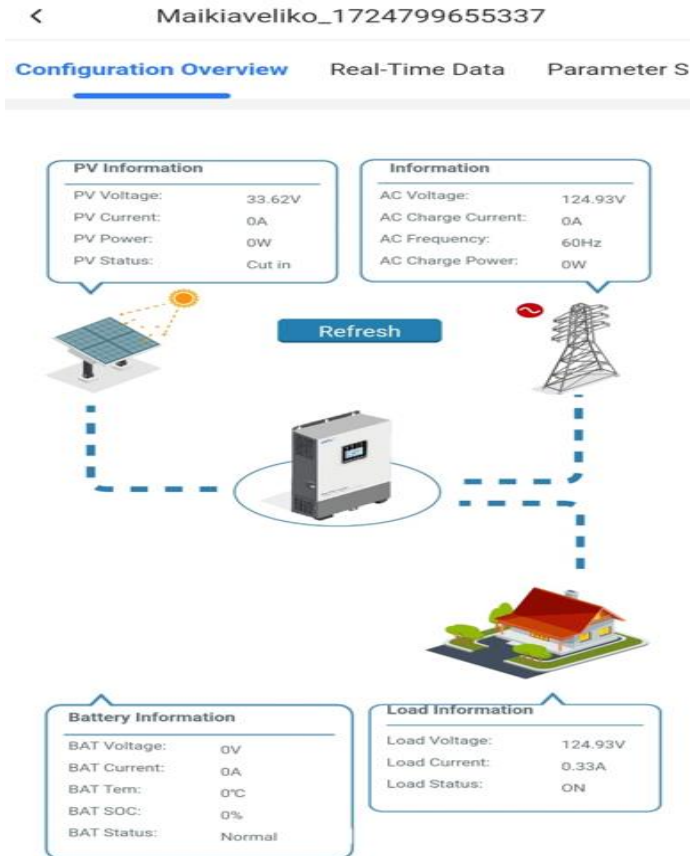 Maikiaveliko_1724799655337
Configuration Overview Real-Time Data Parameter S
PV Information
PV Voltage: 33.62V
PV Current: 0A
PV Power: 0W
PV Status: Cut in
Information
AC Voltage: 124.93V
AC Charge Current: 0A
AC Frequency: 60Hz
AC Charge Power: 0W
Refresh
Battery Information
BAT Voltage: 0V
BAT Current: 0A
BAT Tem: 0℃
BAT SOC: 0%
BAT Status: Normal
Load Information
Load Voltage: 124.93V
Load Current: 0.33A
Load Status: ON